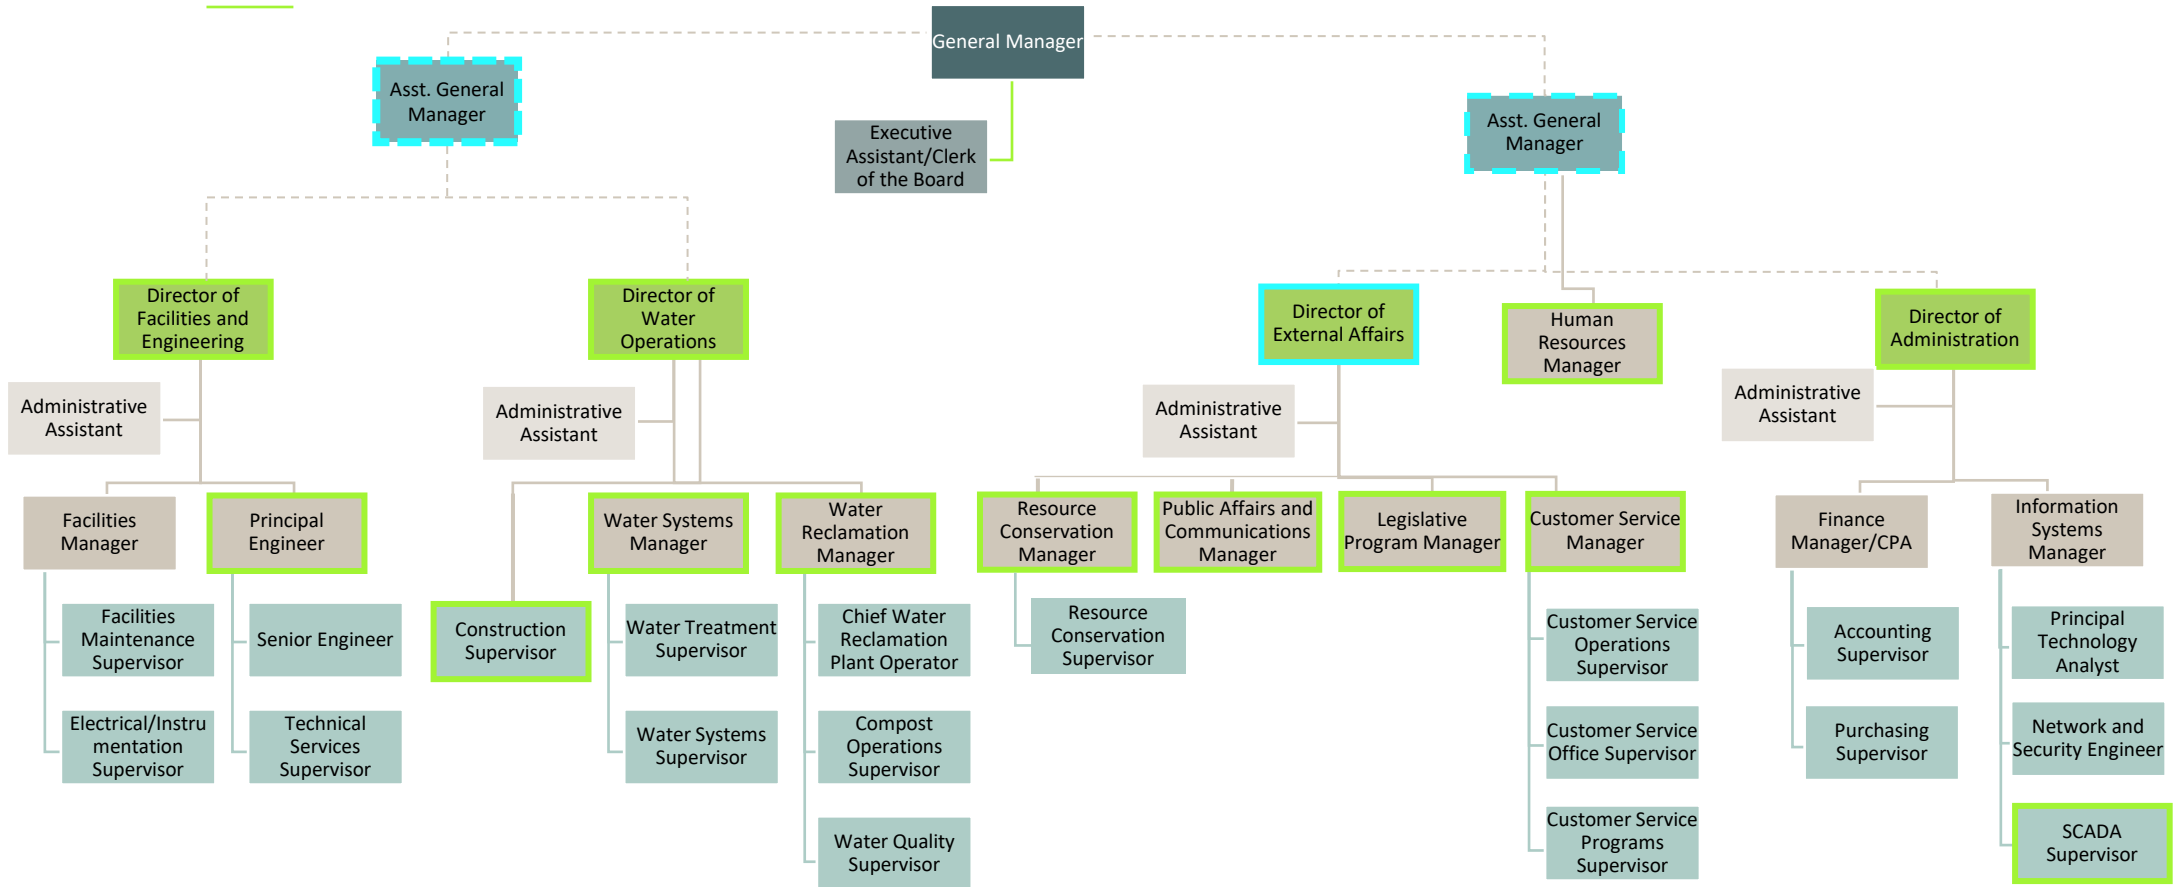 General Manager
Asst. General
Manager
Executive
Assistant/Clerk
of the Board
Asst. General
Manager
Director of
Facilities and
Engineering
Director of
Water
Operations
Director of
External Affairs
Human
Resources
Manager
Director of
Administration
Administrative
Assistant
Administrative
Assistant
Administrative
Assistant
Administrative
Assistant
Facilities
Manager
Principal
Engineer
Water Systems
Manager
Water
Reclamation
Manager
Resource
Conservation
Manager
Public Affairs and
Communications
Manager
Legislative
Program Manager
Customer Service
Manager
Finance
Manager/CPA
Information
Systems
Manager
Facilities
Maintenance
Supervisor
Senior Engineer
Construction
Supervisor
Water Treatment
Supervisor
Chief Water
Reclamation
Plant Operator
Resource
Conservation
Supervisor
Customer Service
Operations
Supervisor
Accounting
Supervisor
Principal
Technology
Analyst
Electrical/Instru
mentation
Supervisor
Technical
Services
Supervisor
Water Systems
Supervisor
Compost
Operations
Supervisor
Customer Service
Office Supervisor
Purchasing
Supervisor
Network and
Security Engineer
Water Quality
Supervisor
Customer Service
Programs
Supervisor
SCADA
Supervisor